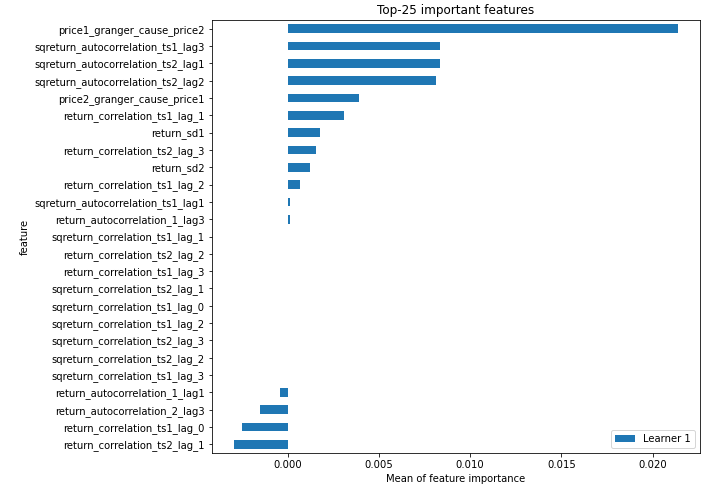 Top-25 important features
price1_granger_cause_price2
sqreturn_autocorrelation_ts1_lag3
sqreturn_autocorrelation_ts2_lag1
sqreturn_autocorrelation_ts2_lag2
price2_granger_cause_price1
return_correlation_ts1_lag_1
return_sd1
return_correlation_ts2_lag_3
return_sd2
return_correlation_ts1_lag_2
sqreturn_autocorrelation_ts1_lag1
return_autocorrelation_1_lag3
sqreturn_correlation_ts1_lag_1
return_correlation_ts2_lag_2
return_correlation_ts1_lag_3
sqreturn_correlation_ts2_lag_1
sqreturn_correlation_ts1_lag_0
sqreturn_correlation_ts1_lag_2
sqreturn_correlation_ts2_lag_3
sqreturn_correlation_ts2_lag_2
sqreturn_correlation_ts1_lag_3
return_autocorrelation_1_lag1
return_autocorrelation_2_lag3
return_correlation_ts1_lag_0
return_correlation_ts2_lag_1
feature
Learner 1
0.000 0.005 0.010 0.015 0.020
Mean of feature importance